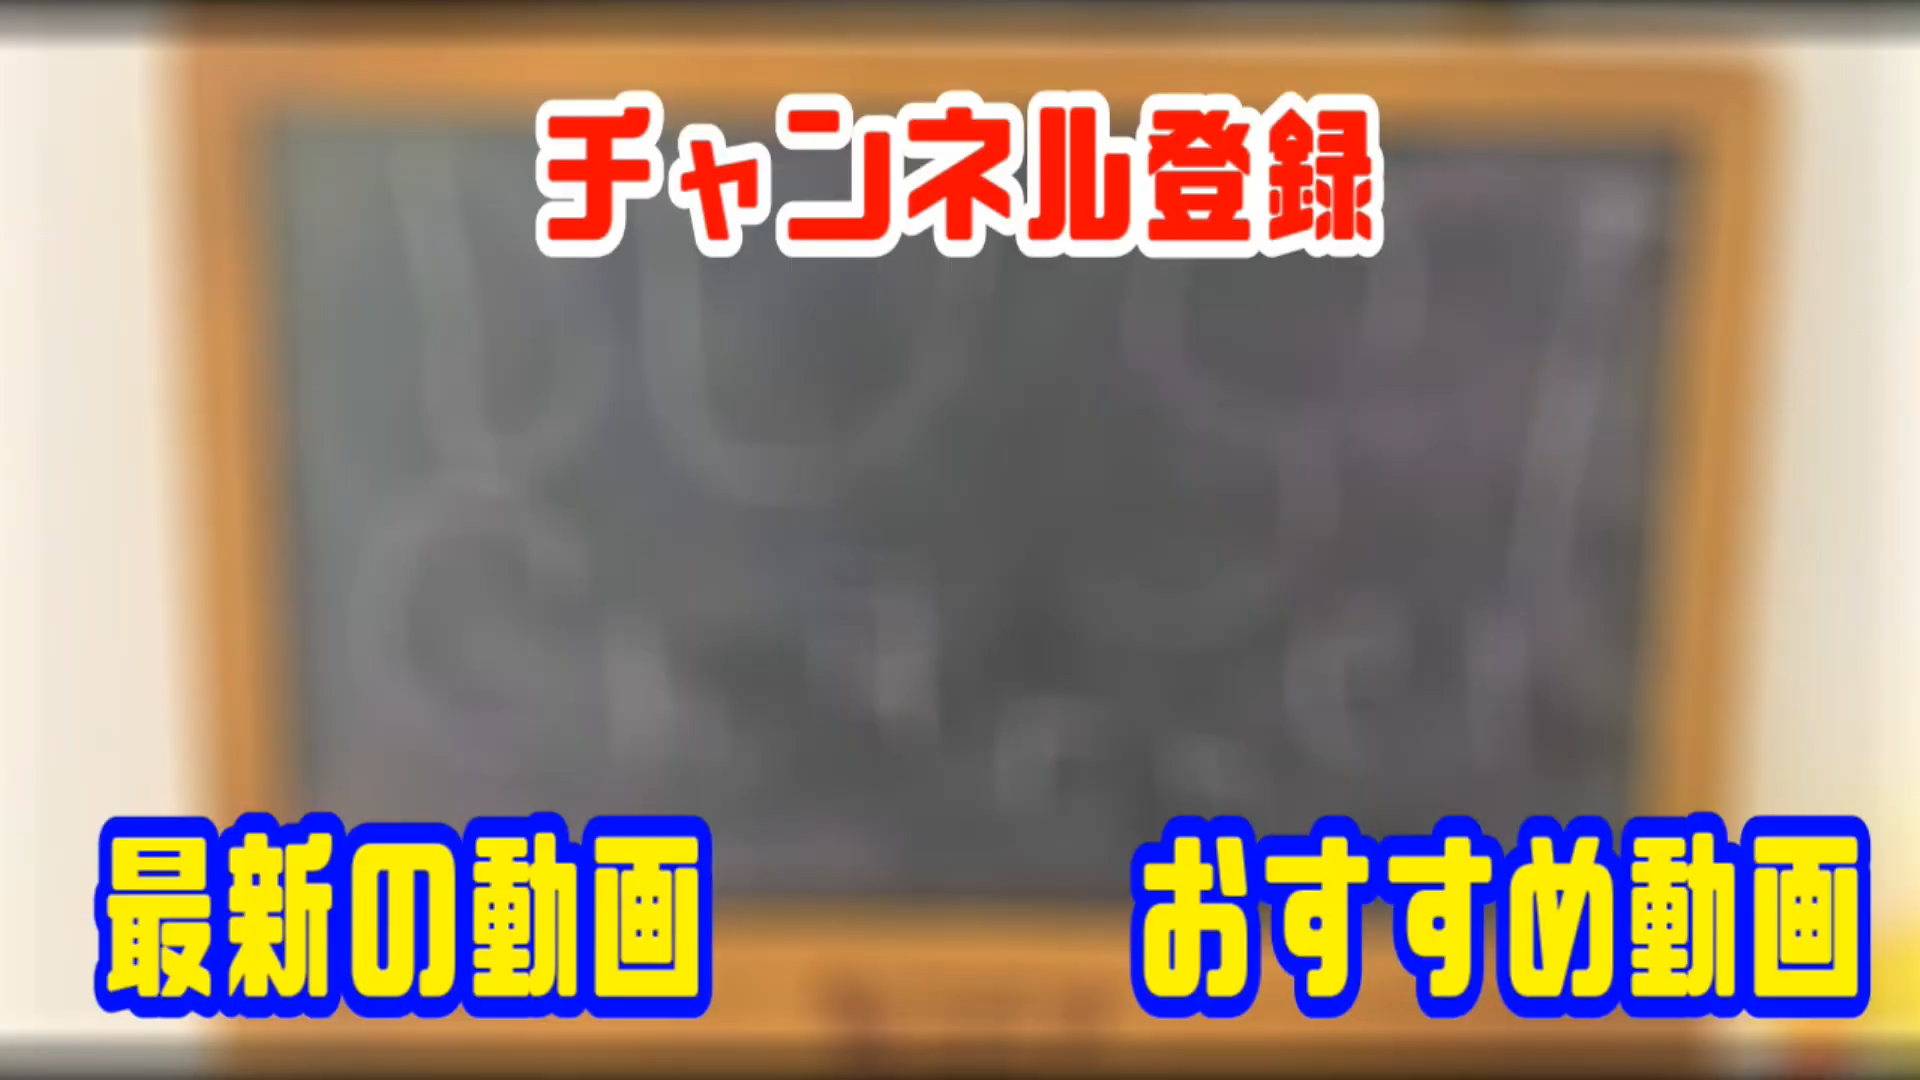 チャンネル登録
最新の動画
おすすめ動画